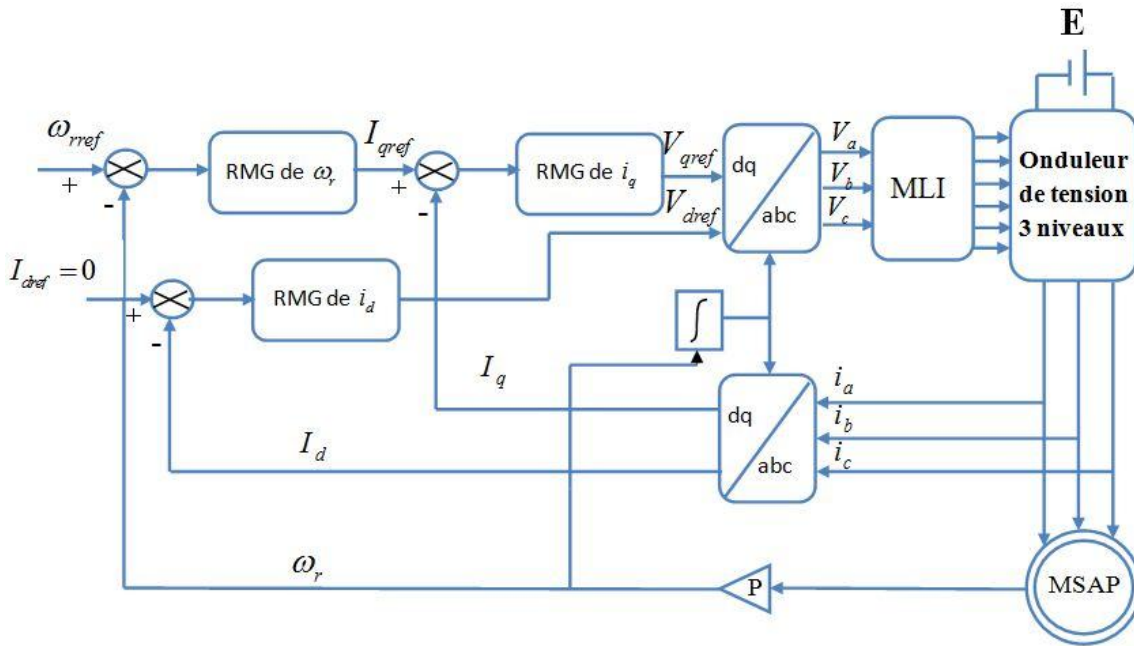 E
ω_rref
+
-
RMG de ω_r
I_qref
+
-
RMG de i_q
V_qref
V_dref
dq
abc
V_a
V_b
V_c
MLI
Onduleur
de tension
3 niveaux
I_dref = 0
+
-
RMG de i_d
∫
I_q
I_d
dq
abc
i_a
i_b
i_c
ω_r
P
MSAP